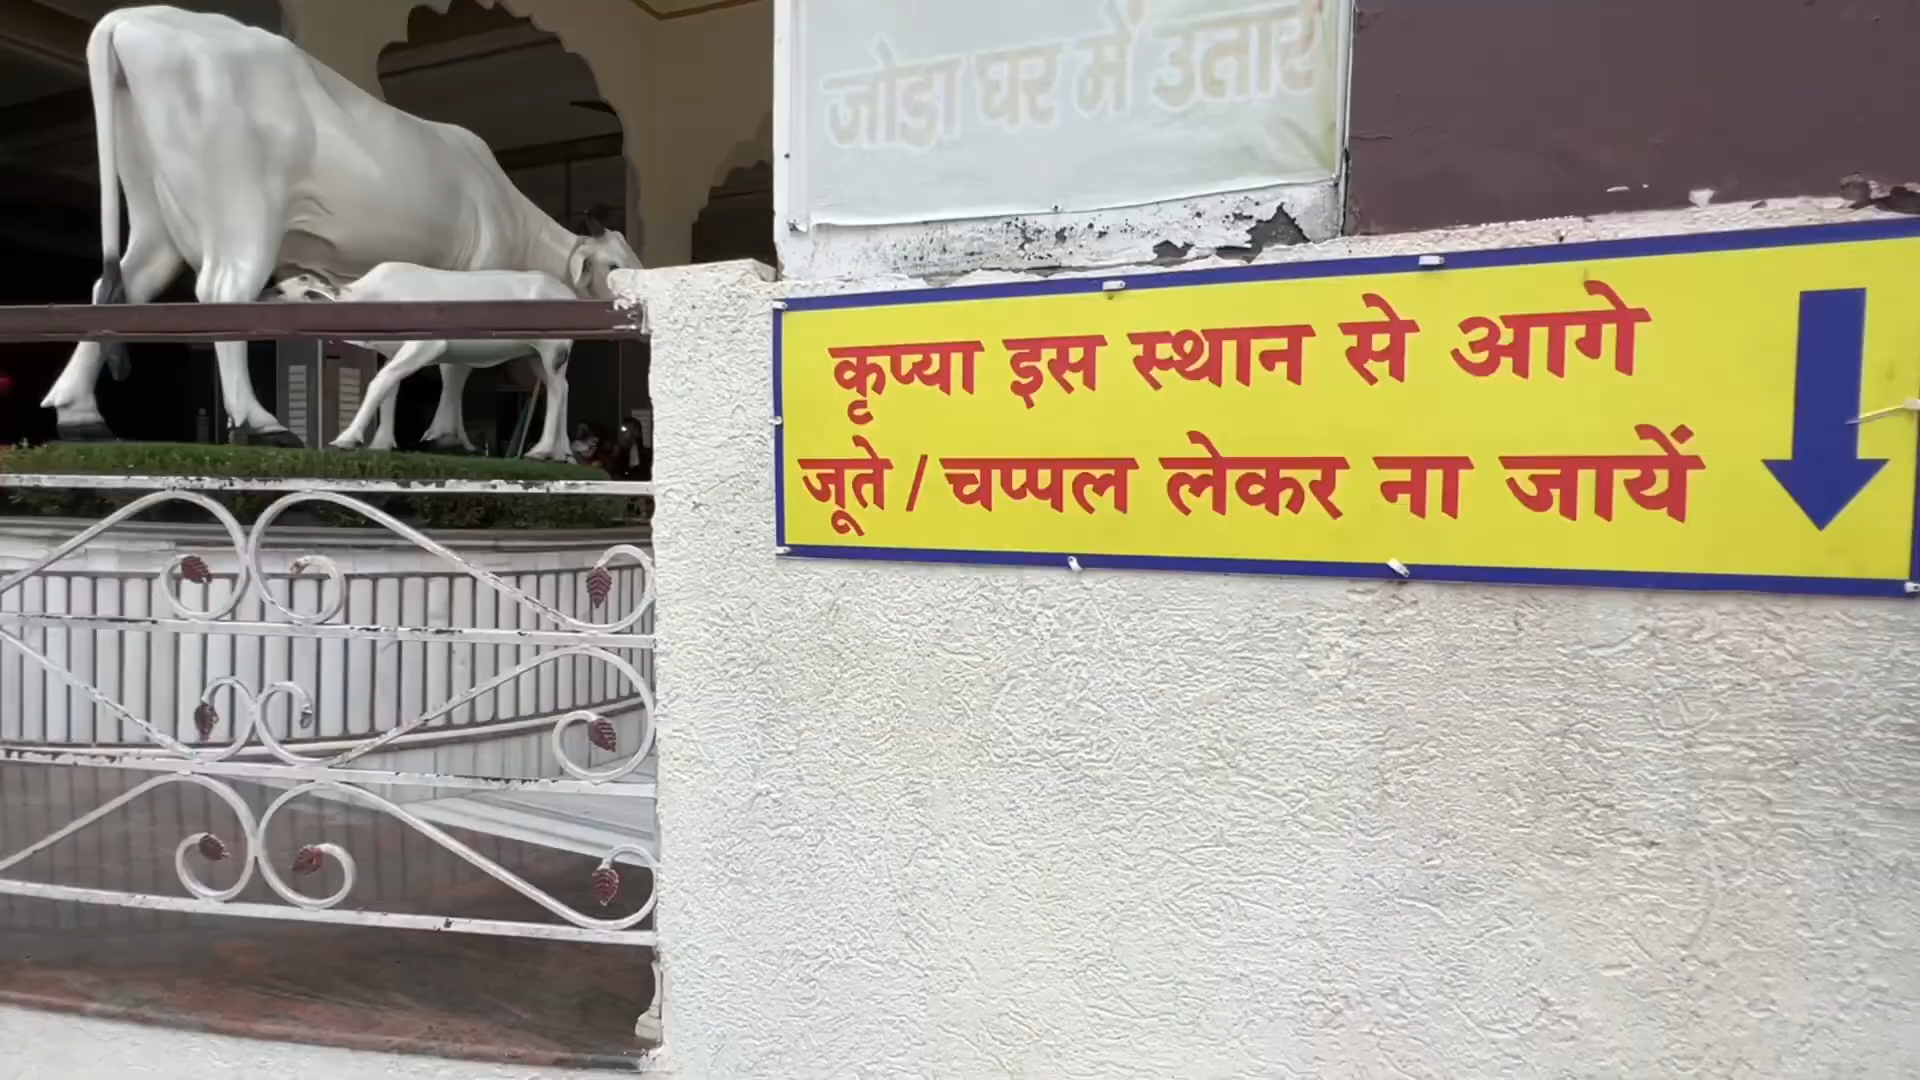 जोडा घर में उतारें
कृप्या इस स्थान से आगे
जूते / चप्पल लेकर ना जायें